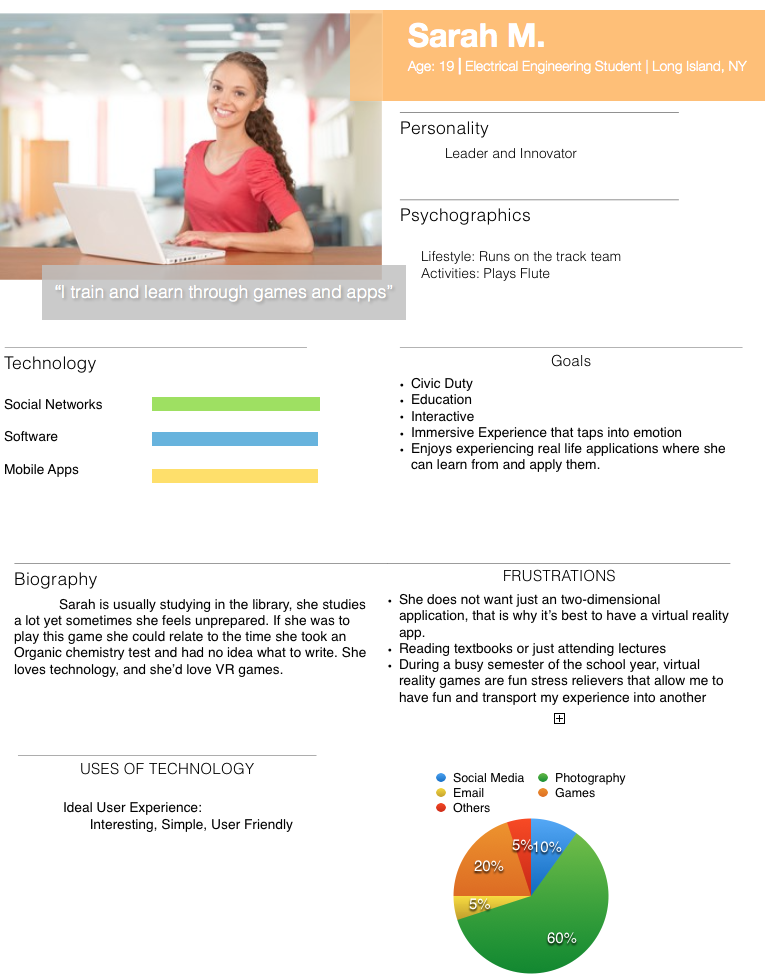 Sarah M.
Age: 19 | Electrical Engineering Student | Long Island, NY
Personality
Leader and Innovator
Psychographics
Lifestyle: Runs on the track team
Activities: Plays Flute
“I train and learn through games and apps”
Technology
Social Networks
Software
Mobile Apps
Goals
• Civic Duty
• Education
• Interactive
• Immersive Experience that taps into emotion
• Enjoys experiencing real life applications where she
can learn from and apply them.
Biography
Sarah is usually studying in the library, she studies
a lot yet sometimes she feels unprepared. If she was to
play this game she could relate to the time she took an
Organic chemistry test and had no idea what to write. She
loves technology, and she’d love VR games.
FRUSTRATIONS
• She does not want just an two-dimensional
application, that is why it’s best to have a virtual reality
app.
• Reading textbooks or just attending lectures
• During a busy semester of the school year, virtual
reality games are fun stress relievers that allow me to
have fun and transport my experience into another
USES OF TECHNOLOGY
Ideal User Experience:
Interesting, Simple, User Friendly
Social Media
Photography
Email
Games
Others
5%
10%
20%
5%
60%